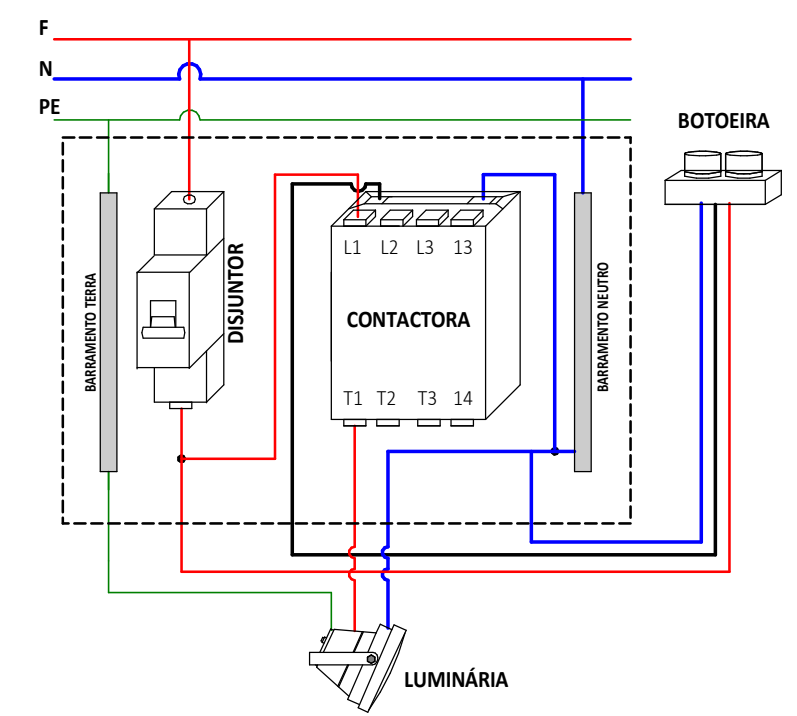 F
N
PE
BOTOEIRA
L1 L2 L3 13
DISJUNTOR
CONTACTORA
BARRAMENTO TERRA
BARRAMENTO NEUTRO
T1 T2 T3 14
LUMINÁRIA